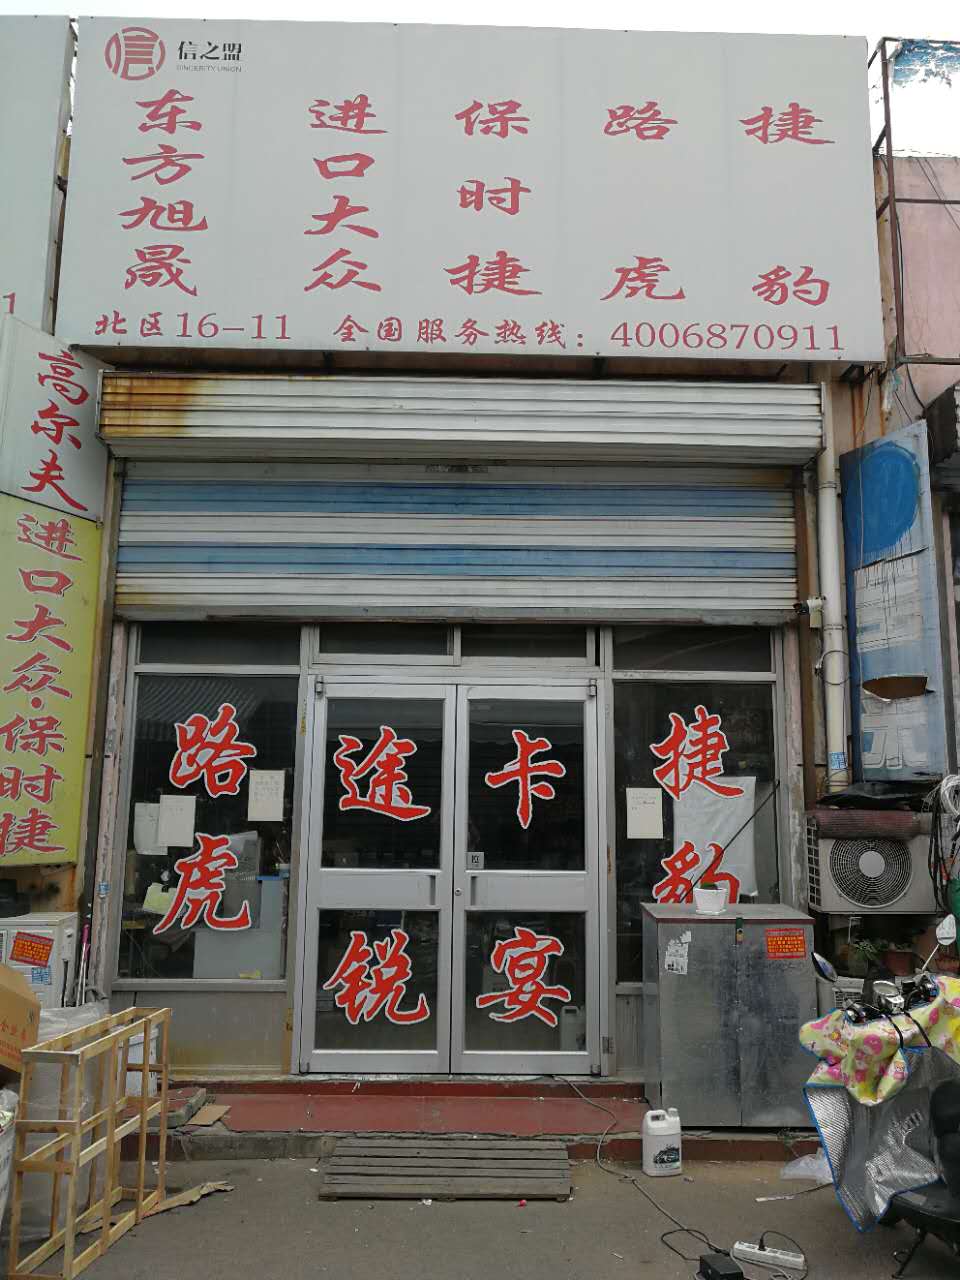 信之盟
SINCERITY UNION
东方旭晟
进口大众
保时捷
路虎
捷豹
北区16-11 全国服务热线：4006870911
高尔夫
进口大众·保时捷
路虎
途锐
卡宴
捷豹